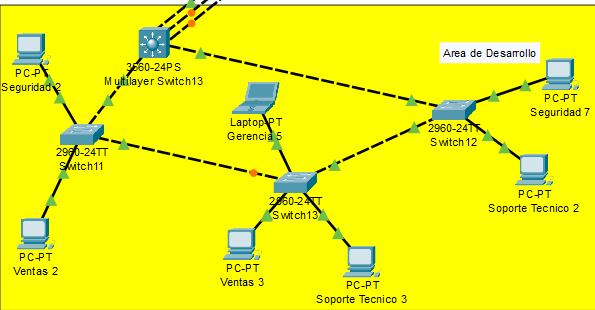 3560-24PS
Multilayer Switch13
Area de Desarrollo
PC-PT
Seguridad 2
PC-PT
Seguridad 7
Laptop-PT
Gerencia 5
2960-24TT
Switch12
2960-24TT
Switch11
PC-PT
Soporte Tecnico 2
2960-24TT
Switch13
PC-PT
Ventas 2
PC-PT
Ventas 3
PC-PT
Soporte Tecnico 3